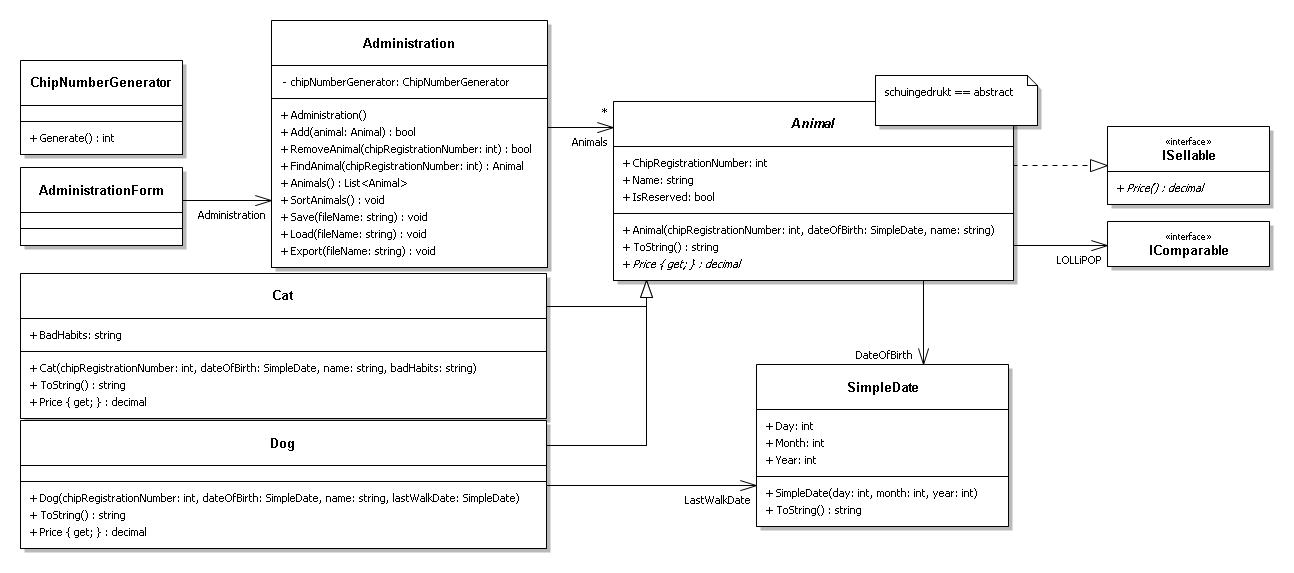 ChipNumberGenerator
+ Generate() : int
AdministrationForm
Administration
Administration
- chipNumberGenerator: ChipNumberGenerator
+ Administration()
+ Add(animal: Animal) : bool
+ RemoveAnimal(chipRegistrationNumber: int) : bool
+ FindAnimal(chipRegistrationNumber: int) : Animal
+ Animals() : List<Animal>
+ SortAnimals() : void
+ Save(fileName: string) : void
+ Load(fileName: string) : void
+ Export(fileName: string) : void
*
Animals
schuingedrukt == abstract
Animal
+ ChipRegistrationNumber: int
+ Name: string
+ IsReserved: bool
+ Animal(chipRegistrationNumber: int, dateOfBirth: SimpleDate, name: string)
+ ToString() : string
+ Price { get; } : decimal
«interface»
ISellable
+ Price() : decimal
LOLLiPOP
«interface»
IComparable
Cat
+ BadHabits: string
+ Cat(chipRegistrationNumber: int, dateOfBirth: SimpleDate, name: string, badHabits: string)
+ ToString() : string
+ Price { get; } : decimal
Dog
+ Dog(chipRegistrationNumber: int, dateOfBirth: SimpleDate, name: string, lastWalkDate: SimpleDate)
+ ToString() : string
+ Price { get; } : decimal
DateOfBirth
LastWalkDate
SimpleDate
+ Day: int
+ Month: int
+ Year: int
+ SimpleDate(day: int, month: int, year: int)
+ ToString() : string